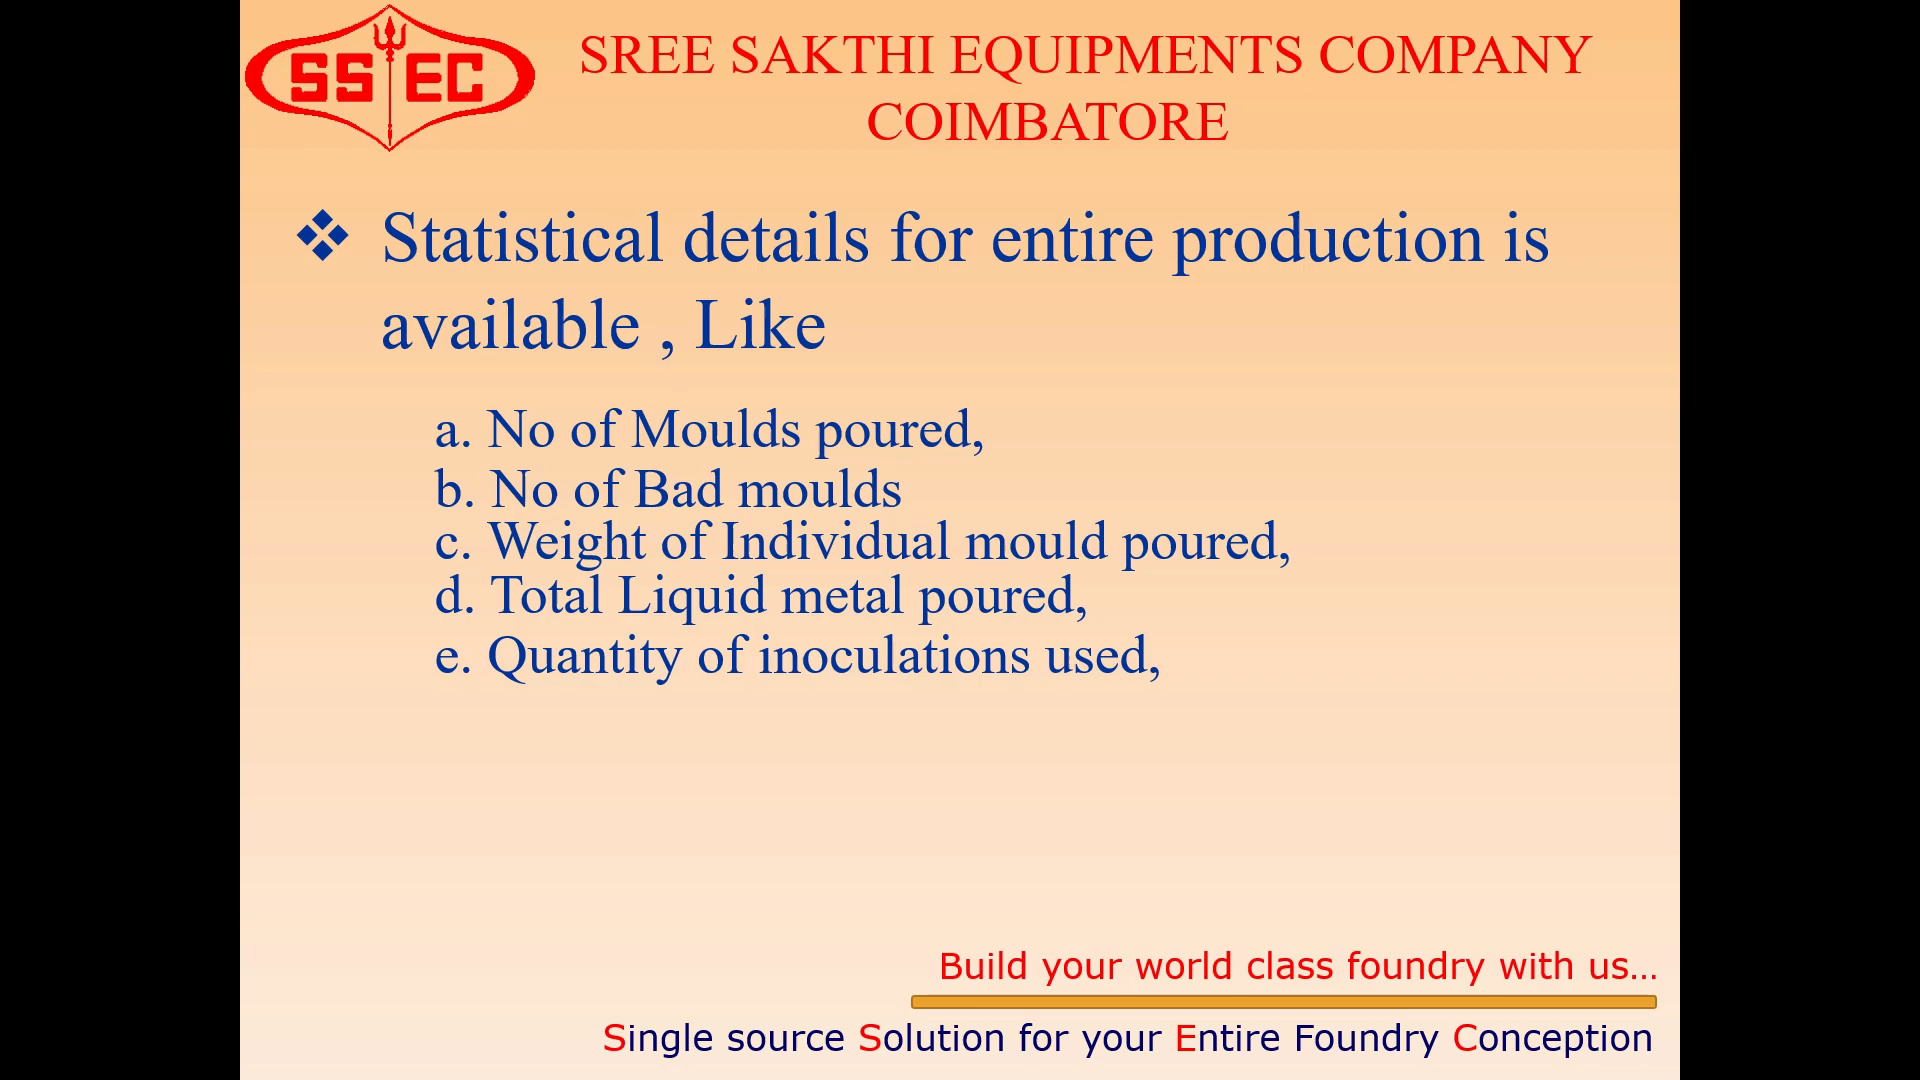 SS EC
SREE SAKTHI EQUIPMENTS COMPANY
COIMBATORE
❖ Statistical details for entire production is
available , Like
a. No of Moulds poured,
b. No of Bad moulds
c. Weight of Individual mould poured,
d. Total Liquid metal poured,
e. Quantity of inoculations used,
Build your world class foundry with us...
Single source Solution for your Entire Foundry Conception